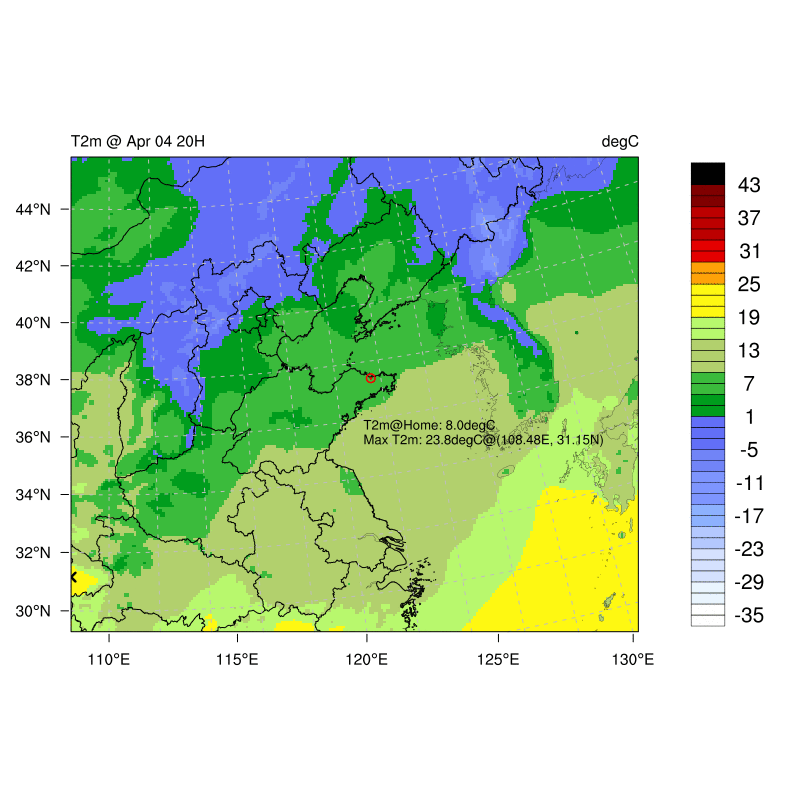 T2m @ Apr 04 20H
degC
44°N
42°N
40°N
38°N
36°N
34°N
32°N
30°N
110°E
115°E
120°E
125°E
130°E
T2m@Home: 8.0degC
Max T2m: 23.8degC@(108.48E, 31.15N)
43
37
31
25
19
13
7
1
-5
-11
-17
-23
-29
-35